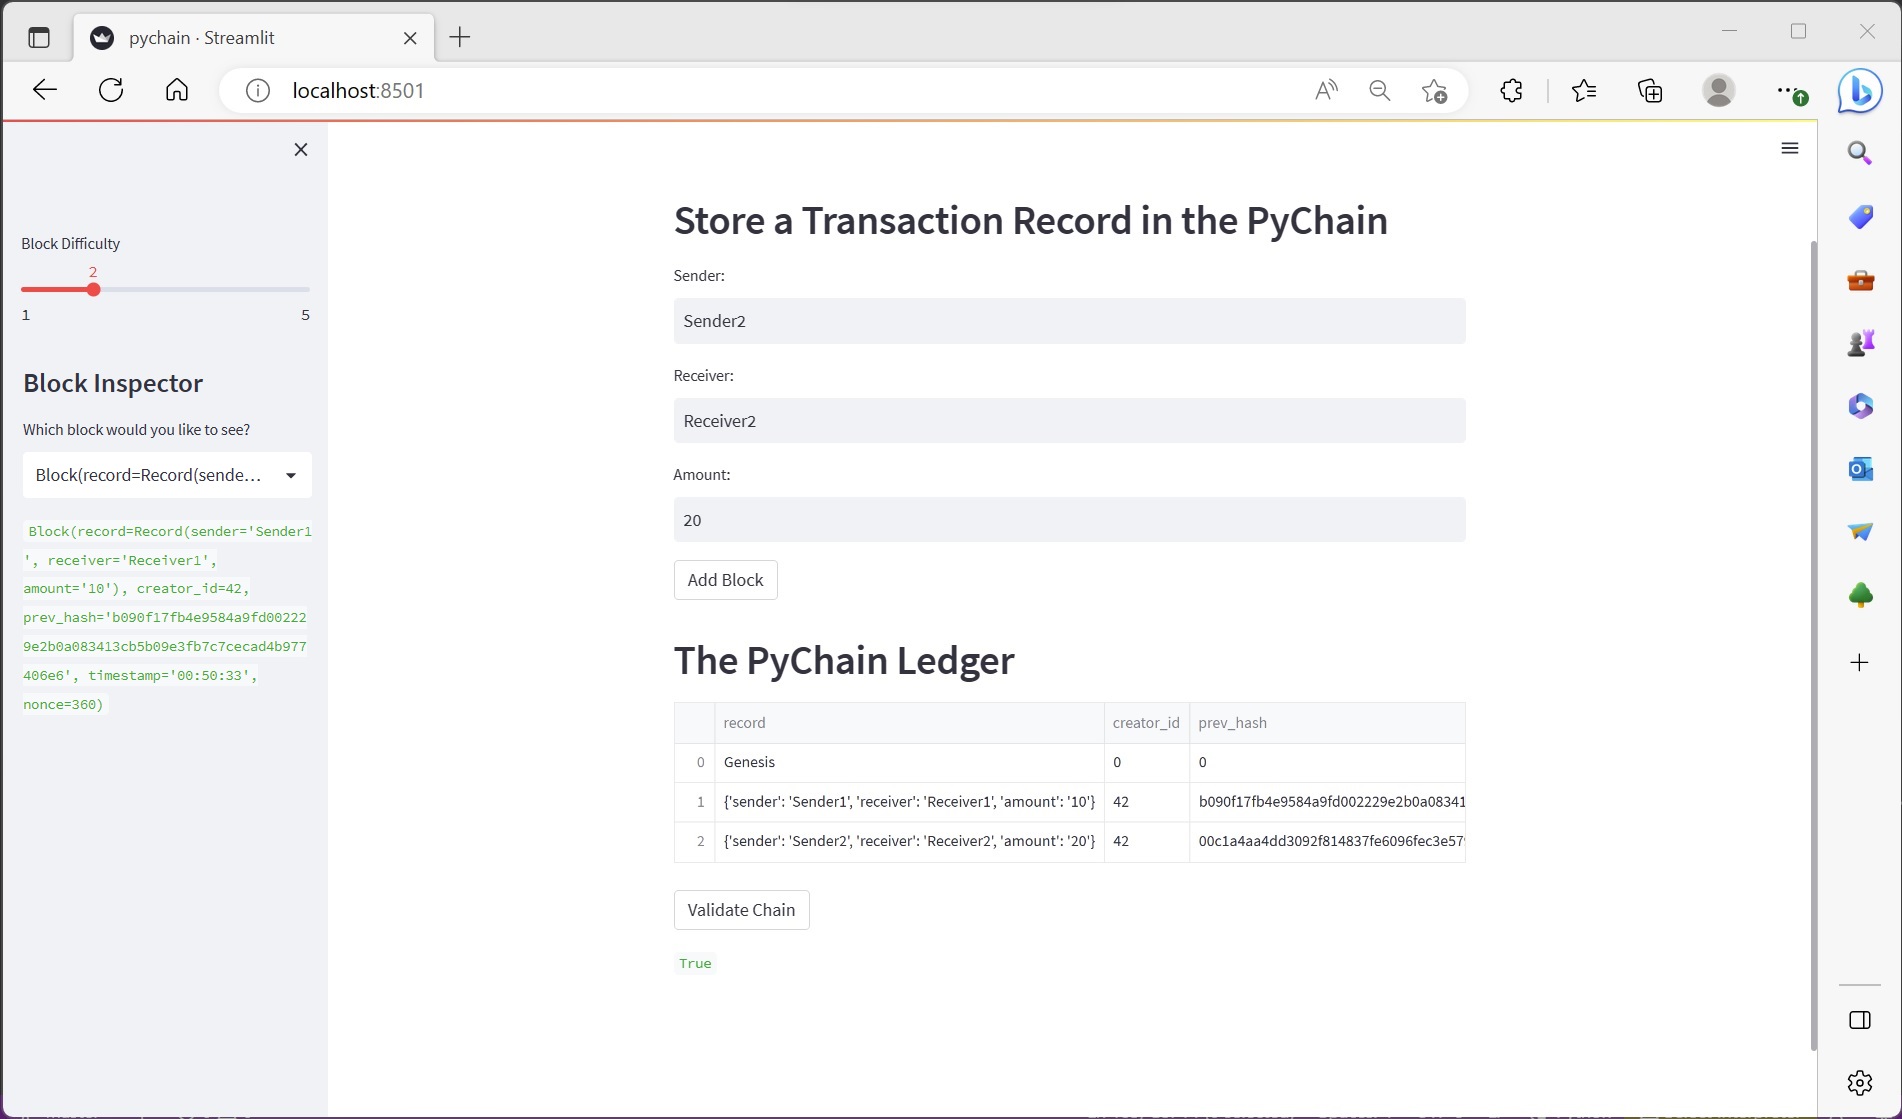 pychain · Streamlit
localhost:8501
Block Difficulty
2
1 5
Block Inspector
Which block would you like to see?
Block(record=Record(sende...
Block(record=Record(sender='Sender1
', receiver='Receiver1',
amount='10'), creator_id=42,
prev_hash='b090f17fb4e9584a9fd00222
9e2b0a083413cb5b09e3fb7c7cecad4b977
406e6', timestamp='00:50:33',
nonce=360)
Store a Transaction Record in the PyChain
Sender:
Sender2
Receiver:
Receiver2
Amount:
20
Add Block
The PyChain Ledger
record creator_id prev_hash
0 Genesis 0 0
1 {'sender': 'Sender1', 'receiver': 'Receiver1', 'amount': '10'} 42 b090f17fb4e9584a9fd002229e2b0a08341
2 {'sender': 'Sender2', 'receiver': 'Receiver2', 'amount': '20'} 42 00c1a4aa4dd3092f814837fe6096fec3e57
Validate Chain
True